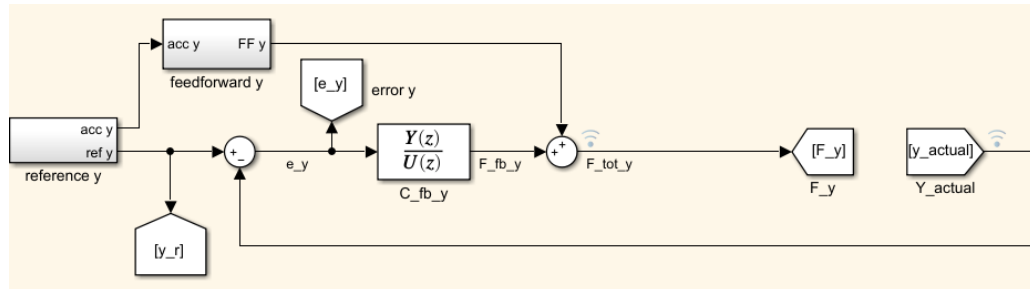 acc y FF y
feedforward y
[e_y]
error y
acc y
ref y
reference y
+
−
e_y
Y(z)
U(z)
C_fb_y
F_fb_y
+
+
F_tot_y
[F_y]
F_y
[y_actual]
Y_actual
[y_r]